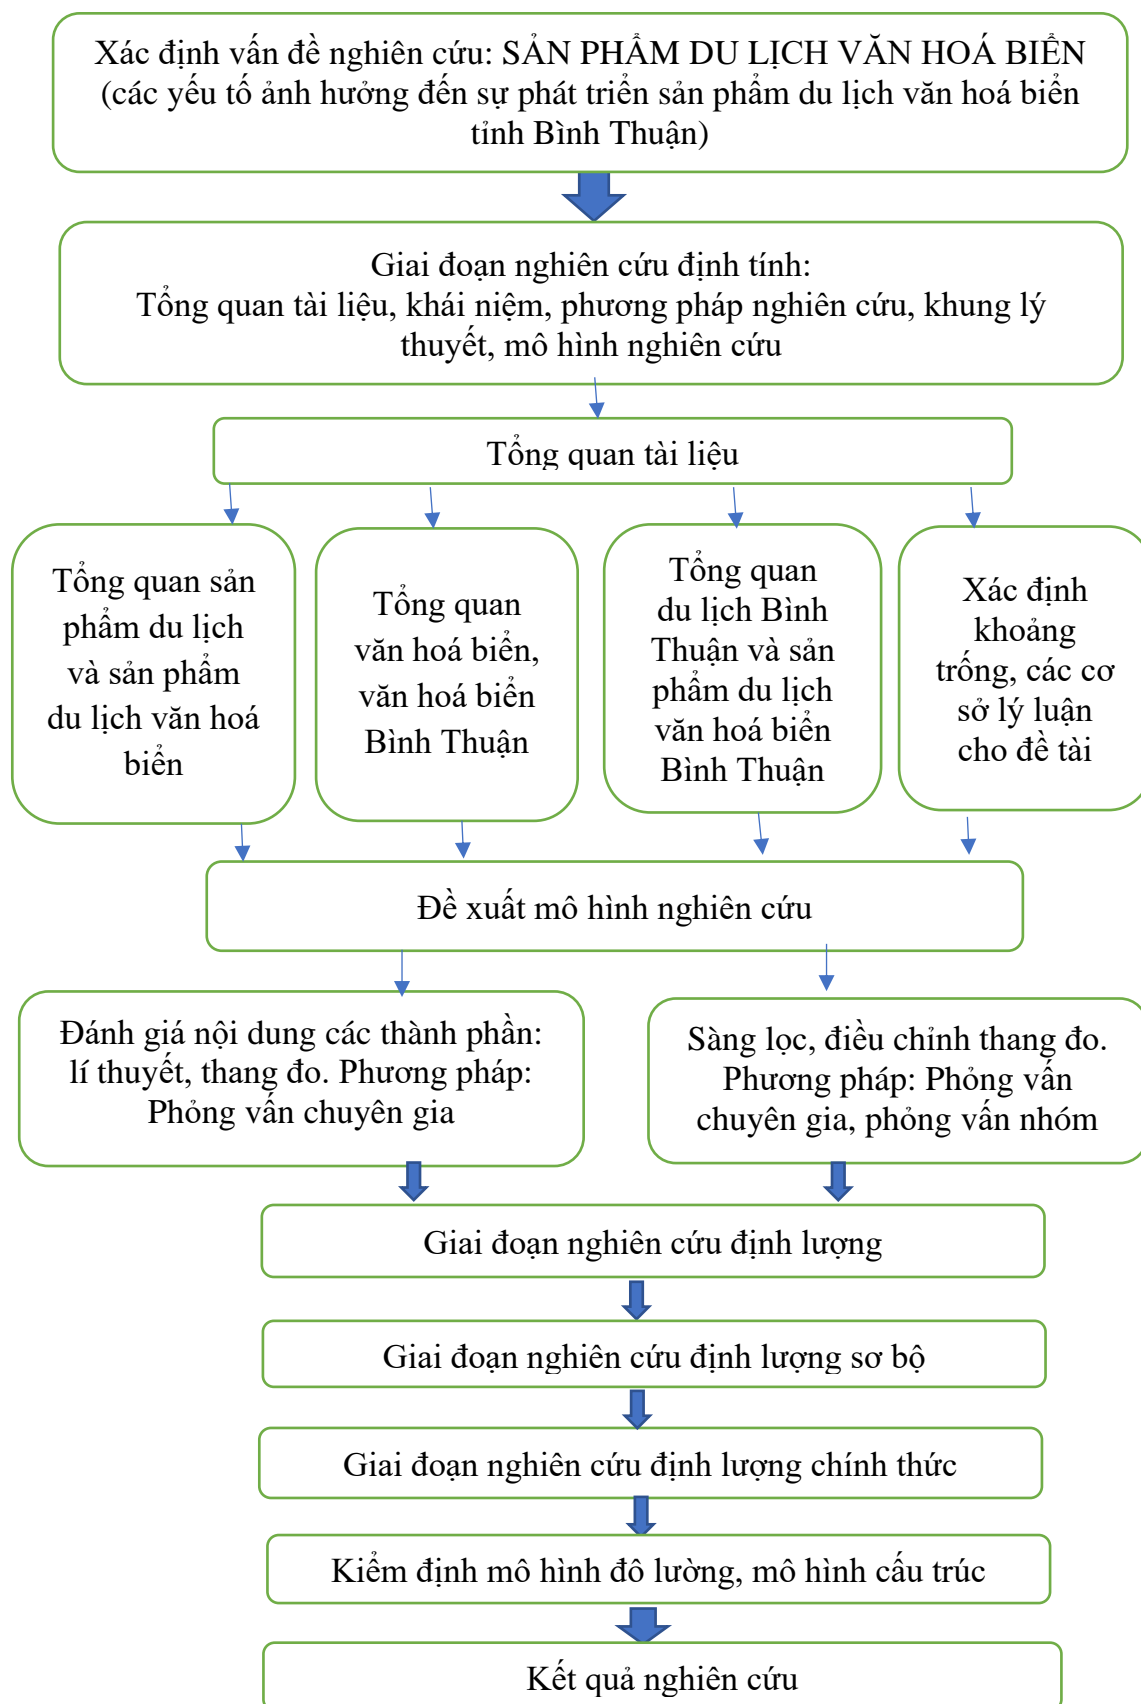 Xác định vấn đề nghiên cứu: SẢN PHẨM DU LỊCH VĂN HOÁ BIỂN
(các yếu tố ảnh hưởng đến sự phát triển sản phẩm du lịch văn hoá biển
tỉnh Bình Thuận)
Giai đoạn nghiên cứu định tính:
Tổng quan tài liệu, khái niệm, phương pháp nghiên cứu, khung lý
thuyết, mô hình nghiên cứu
Tổng quan tài liệu
Tổng quan sản
phẩm du lịch
và sản phẩm
du lịch văn hoá
biển
Tổng quan
văn hoá biển,
văn hoá biển
Bình Thuận
Tổng quan
du lịch Bình
Thuận và sản
phẩm du lịch
văn hoá biển
Bình Thuận
Xác định
khoảng
trống, các cơ
sở lý luận
cho đề tài
Đề xuất mô hình nghiên cứu
Đánh giá nội dung các thành phần:
lí thuyết, thang đo. Phương pháp:
Phỏng vấn chuyên gia
Sàng lọc, điều chỉnh thang đo.
Phương pháp: Phỏng vấn
chuyên gia, phỏng vấn nhóm
Giai đoạn nghiên cứu định lượng
Giai đoạn nghiên cứu định lượng sơ bộ
Giai đoạn nghiên cứu định lượng chính thức
Kiểm định mô hình đô lường, mô hình cấu trúc
Kết quả nghiên cứu